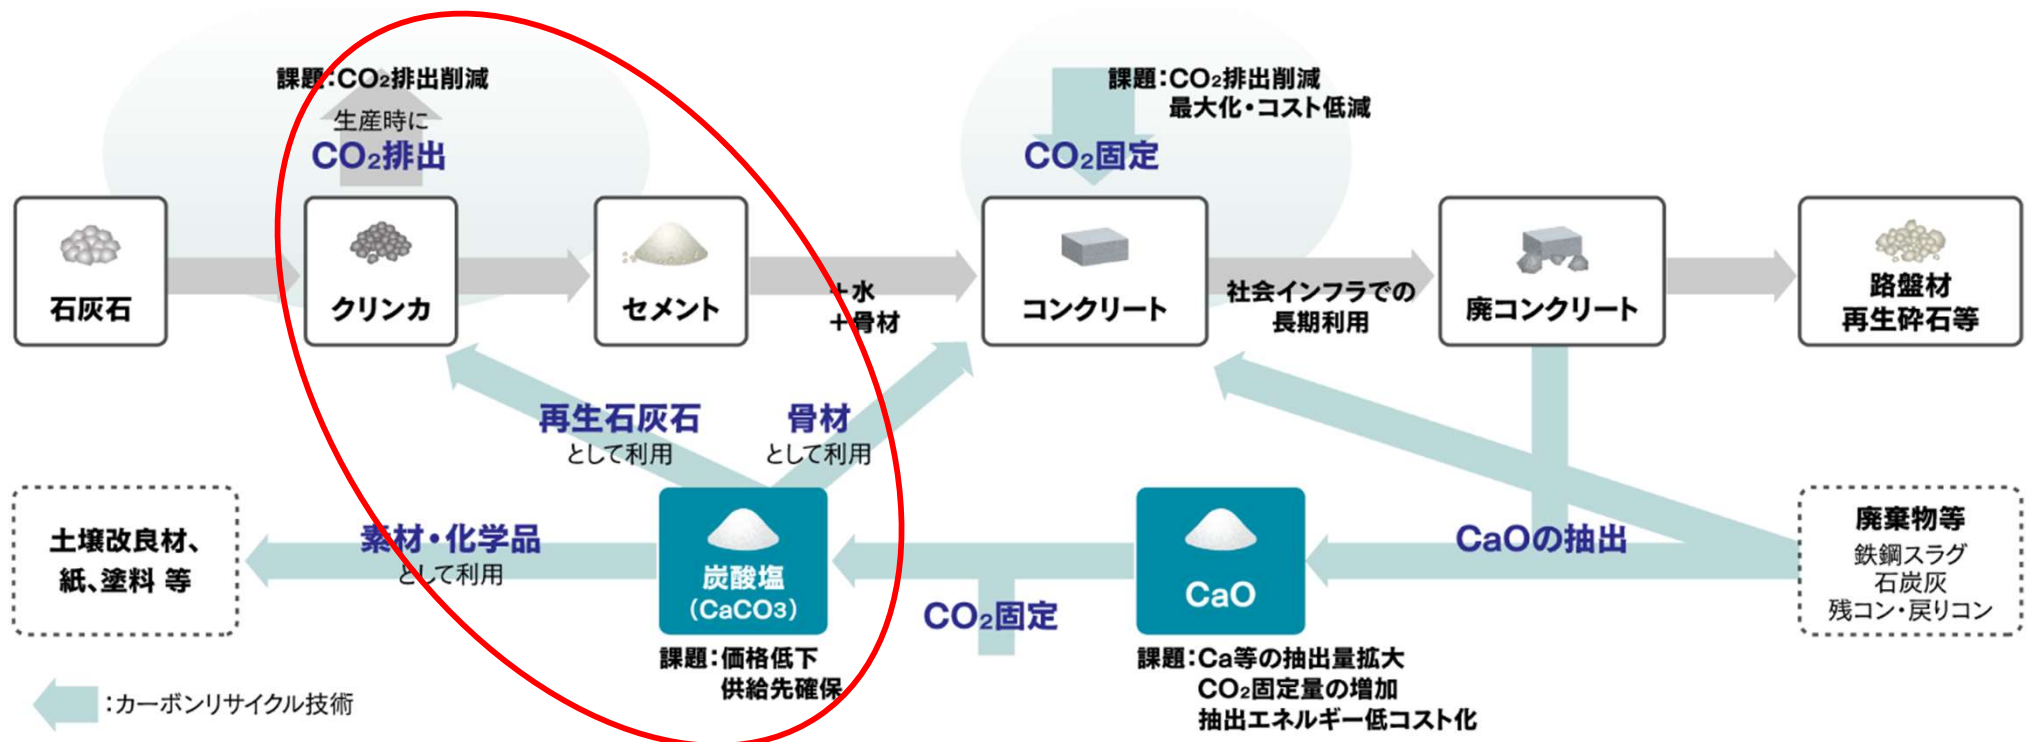 課題：CO2排出削減
生産時に
CO2排出
課題：CO2排出削減
最大化・コスト低減
CO2固定
石灰石
クリンカ
セメント
＋水
＋骨材
コンクリート
社会インフラでの
長期利用
廃コンクリート
路盤材
再生砕石等
再生石灰石
として利用
骨材
として利用
土壌改良材、
紙、塗料 等
素材・化学品
として利用
炭酸塩
（CaCO3）
課題：価格低下
供給先確保
CO2固定
CaO
課題：Ca等の抽出量拡大
CO2固定量の増加
抽出エネルギー低コスト化
CaOの抽出
廃棄物等
鉄鋼スラグ
石炭灰
残コン・戻りコン
：カーボンリサイクル技術